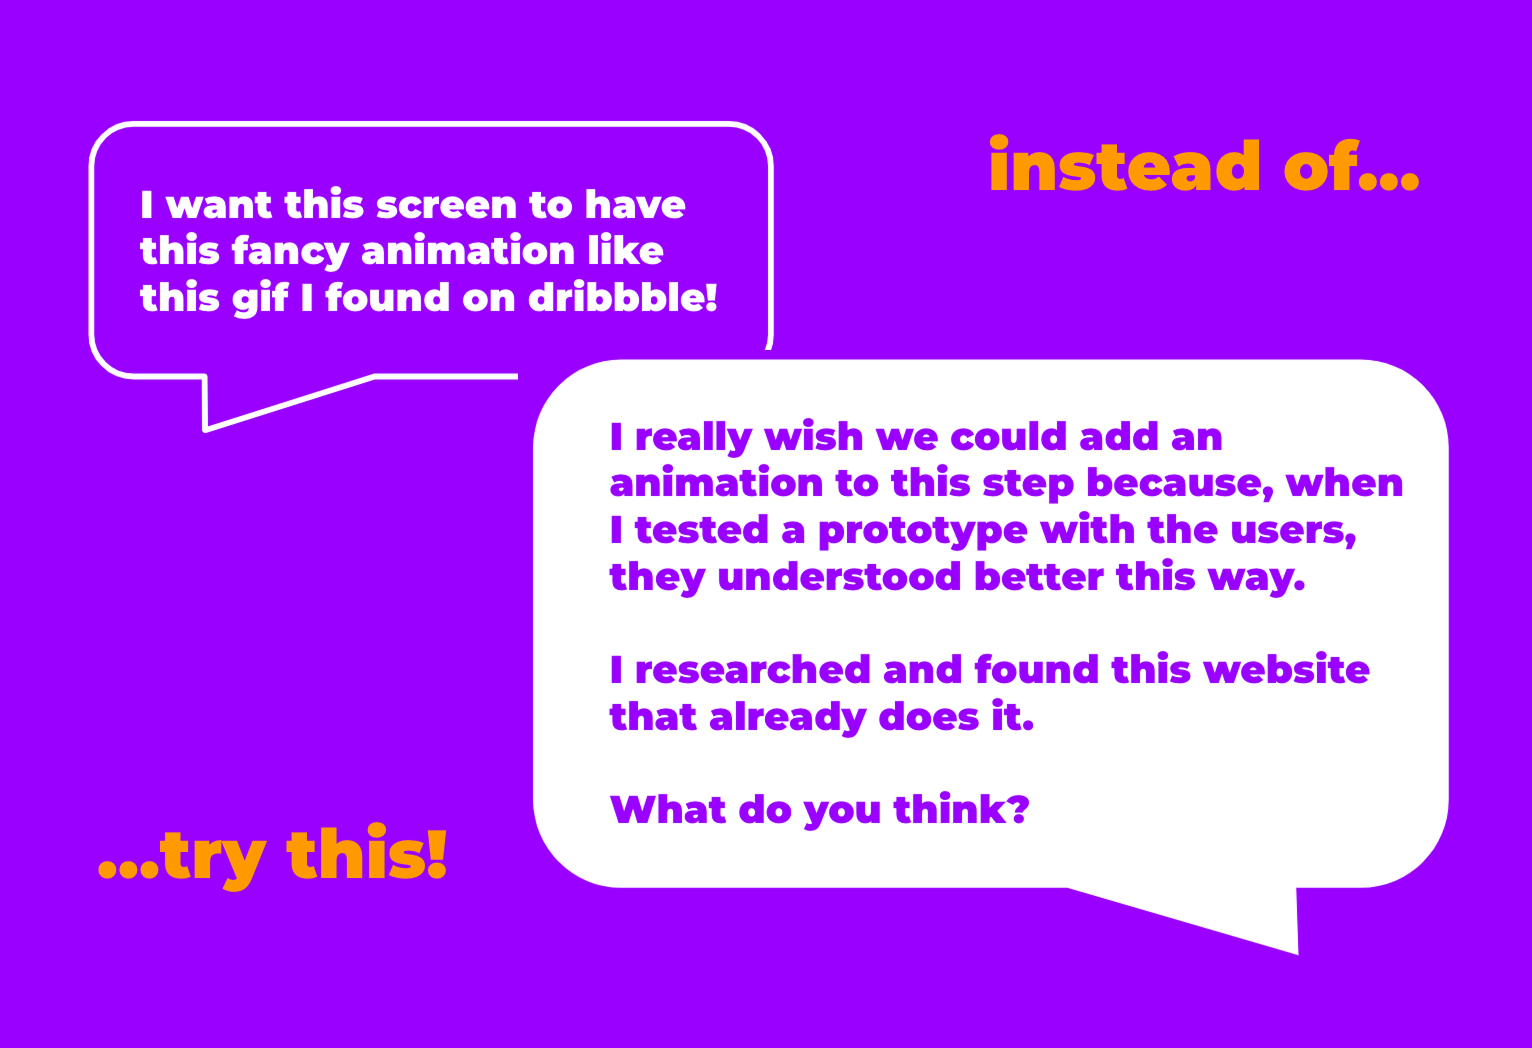 instead of...
I want this screen to have
this fancy animation like
this gif I found on dribbble!
I really wish we could add an
animation to this step because, when
I tested a prototype with the users,
they understood better this way.
I researched and found this website
that already does it.
What do you think?
...try this!